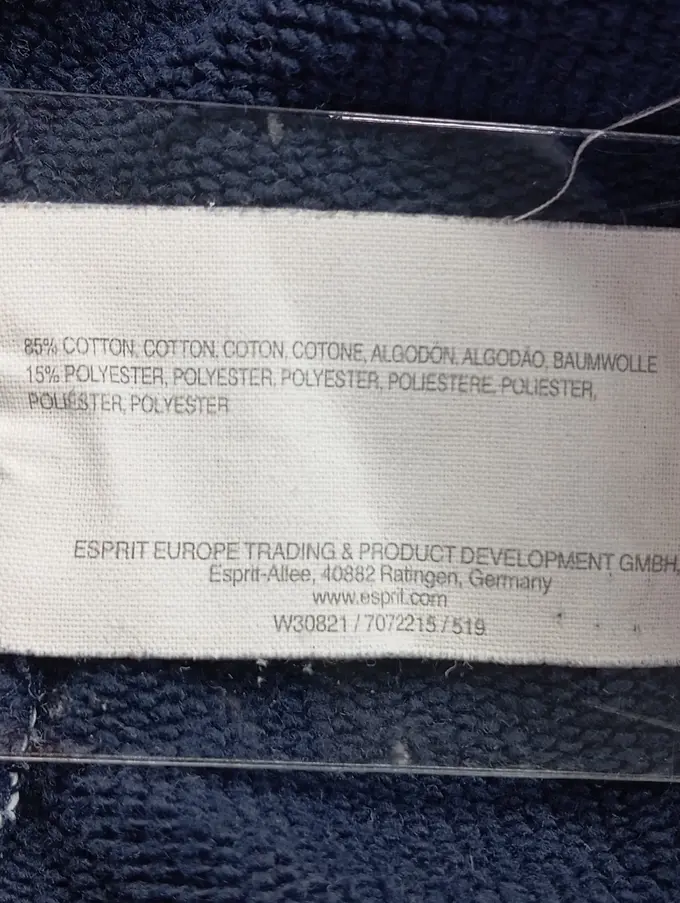 85% COTTON, COTTON, COTON, COTONE, ALGODÓN, ALGODÃO, BAUMWOLLE
15% POLYESTER, POLYESTER, POLYESTER, POLIESTERE, POLIESTER,
POLIÉSTER, POLYESTER
ESPRIT EUROPE TRADING & PRODUCT DEVELOPMENT GMBH,
Esprit-Allee, 40882 Ratingen, Germany
www.esprit.com
W30821 / 7072215 / 519